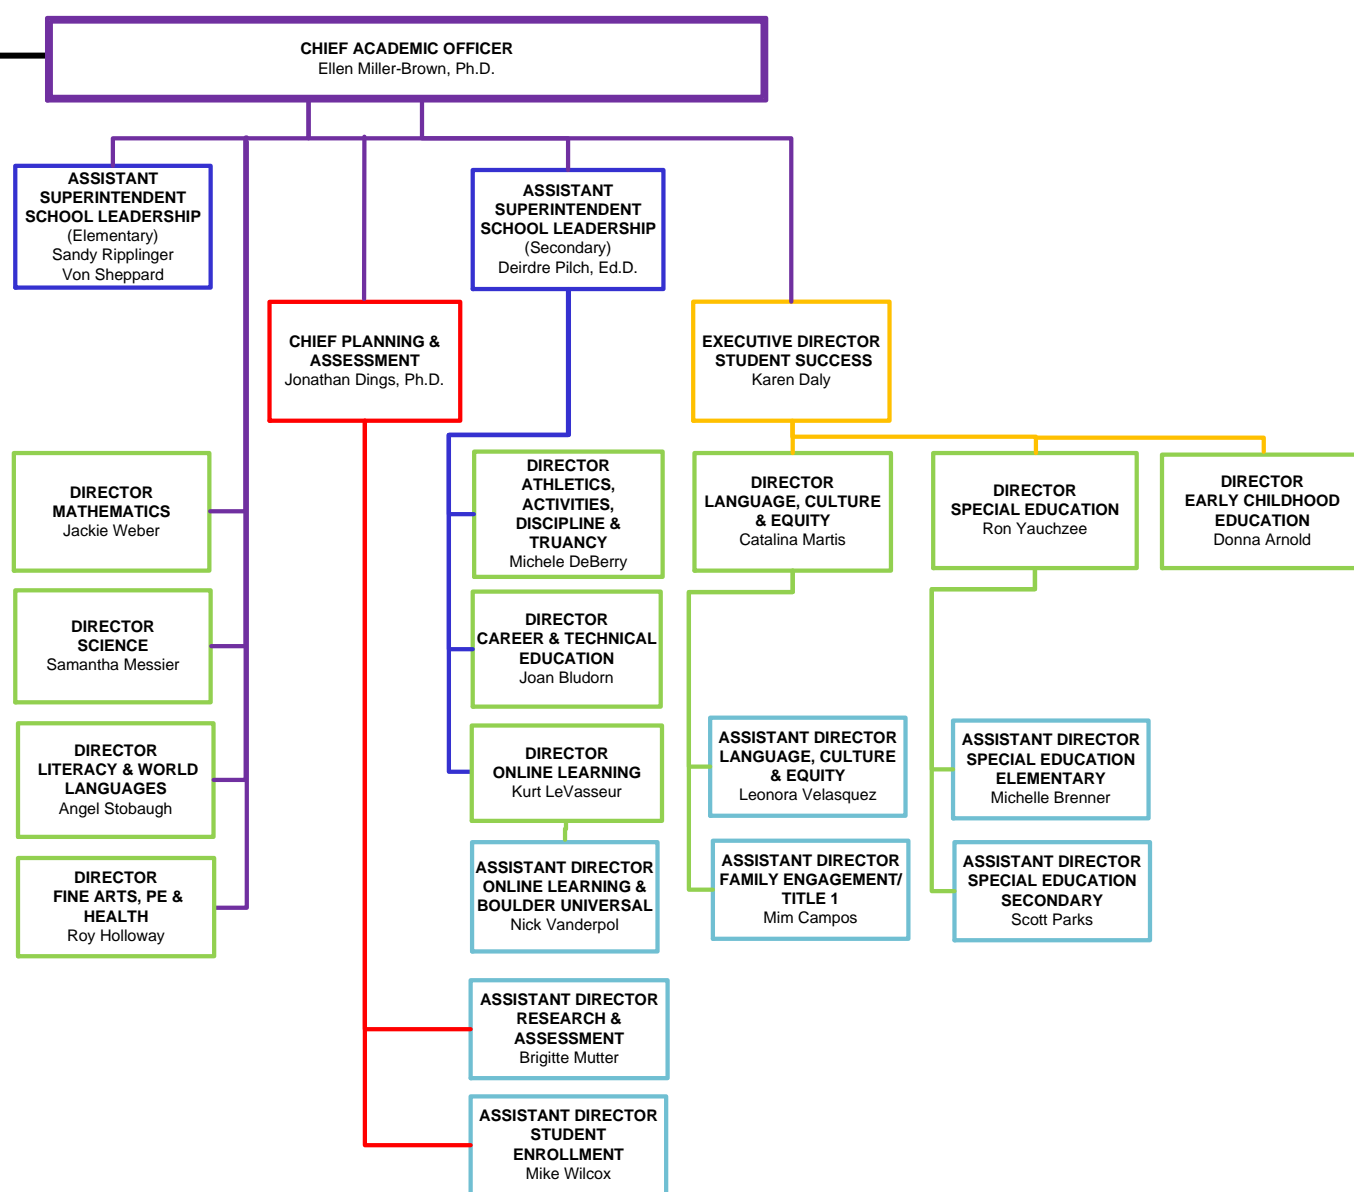 CHIEF ACADEMIC OFFICER
Ellen Miller-Brown, Ph.D.
ASSISTANT
SUPERINTENDENT
SCHOOL LEADERSHIP
(Elementary)
Sandy Ripplinger
Von Sheppard
ASSISTANT
SUPERINTENDENT
SCHOOL LEADERSHIP
(Secondary)
Deirdre Pilch, Ed.D.
CHIEF PLANNING &
ASSESSMENT
Jonathan Dings, Ph.D.
EXECUTIVE DIRECTOR
STUDENT SUCCESS
Karen Daly
DIRECTOR
MATHEMATICS
Jackie Weber
DIRECTOR
ATHLETICS,
ACTIVITIES,
DISCIPLINE &
TRUANCY
Michele DeBerry
DIRECTOR
LANGUAGE, CULTURE
& EQUITY
Catalina Martis
DIRECTOR
SPECIAL EDUCATION
Ron Yauchzee
DIRECTOR
EARLY CHILDHOOD
EDUCATION
Donna Arnold
DIRECTOR
SCIENCE
Samantha Messier
DIRECTOR
CAREER & TECHNICAL
EDUCATION
Joan Bludorn
DIRECTOR
LITERACY & WORLD
LANGUAGES
Angel Stobaugh
DIRECTOR
ONLINE LEARNING
Kurt LeVasseur
ASSISTANT DIRECTOR
LANGUAGE, CULTURE
& EQUITY
Leonora Velasquez
ASSISTANT DIRECTOR
SPECIAL EDUCATION
ELEMENTARY
Michelle Brenner
DIRECTOR
FINE ARTS, PE &
HEALTH
Roy Holloway
ASSISTANT DIRECTOR
ONLINE LEARNING &
BOULDER UNIVERSAL
Nick Vanderpol
ASSISTANT DIRECTOR
FAMILY ENGAGEMENT/
TITLE 1
Mim Campos
ASSISTANT DIRECTOR
SPECIAL EDUCATION
SECONDARY
Scott Parks
ASSISTANT DIRECTOR
RESEARCH &
ASSESSMENT
Brigitte Mutter
ASSISTANT DIRECTOR
STUDENT
ENROLLMENT
Mike Wilcox